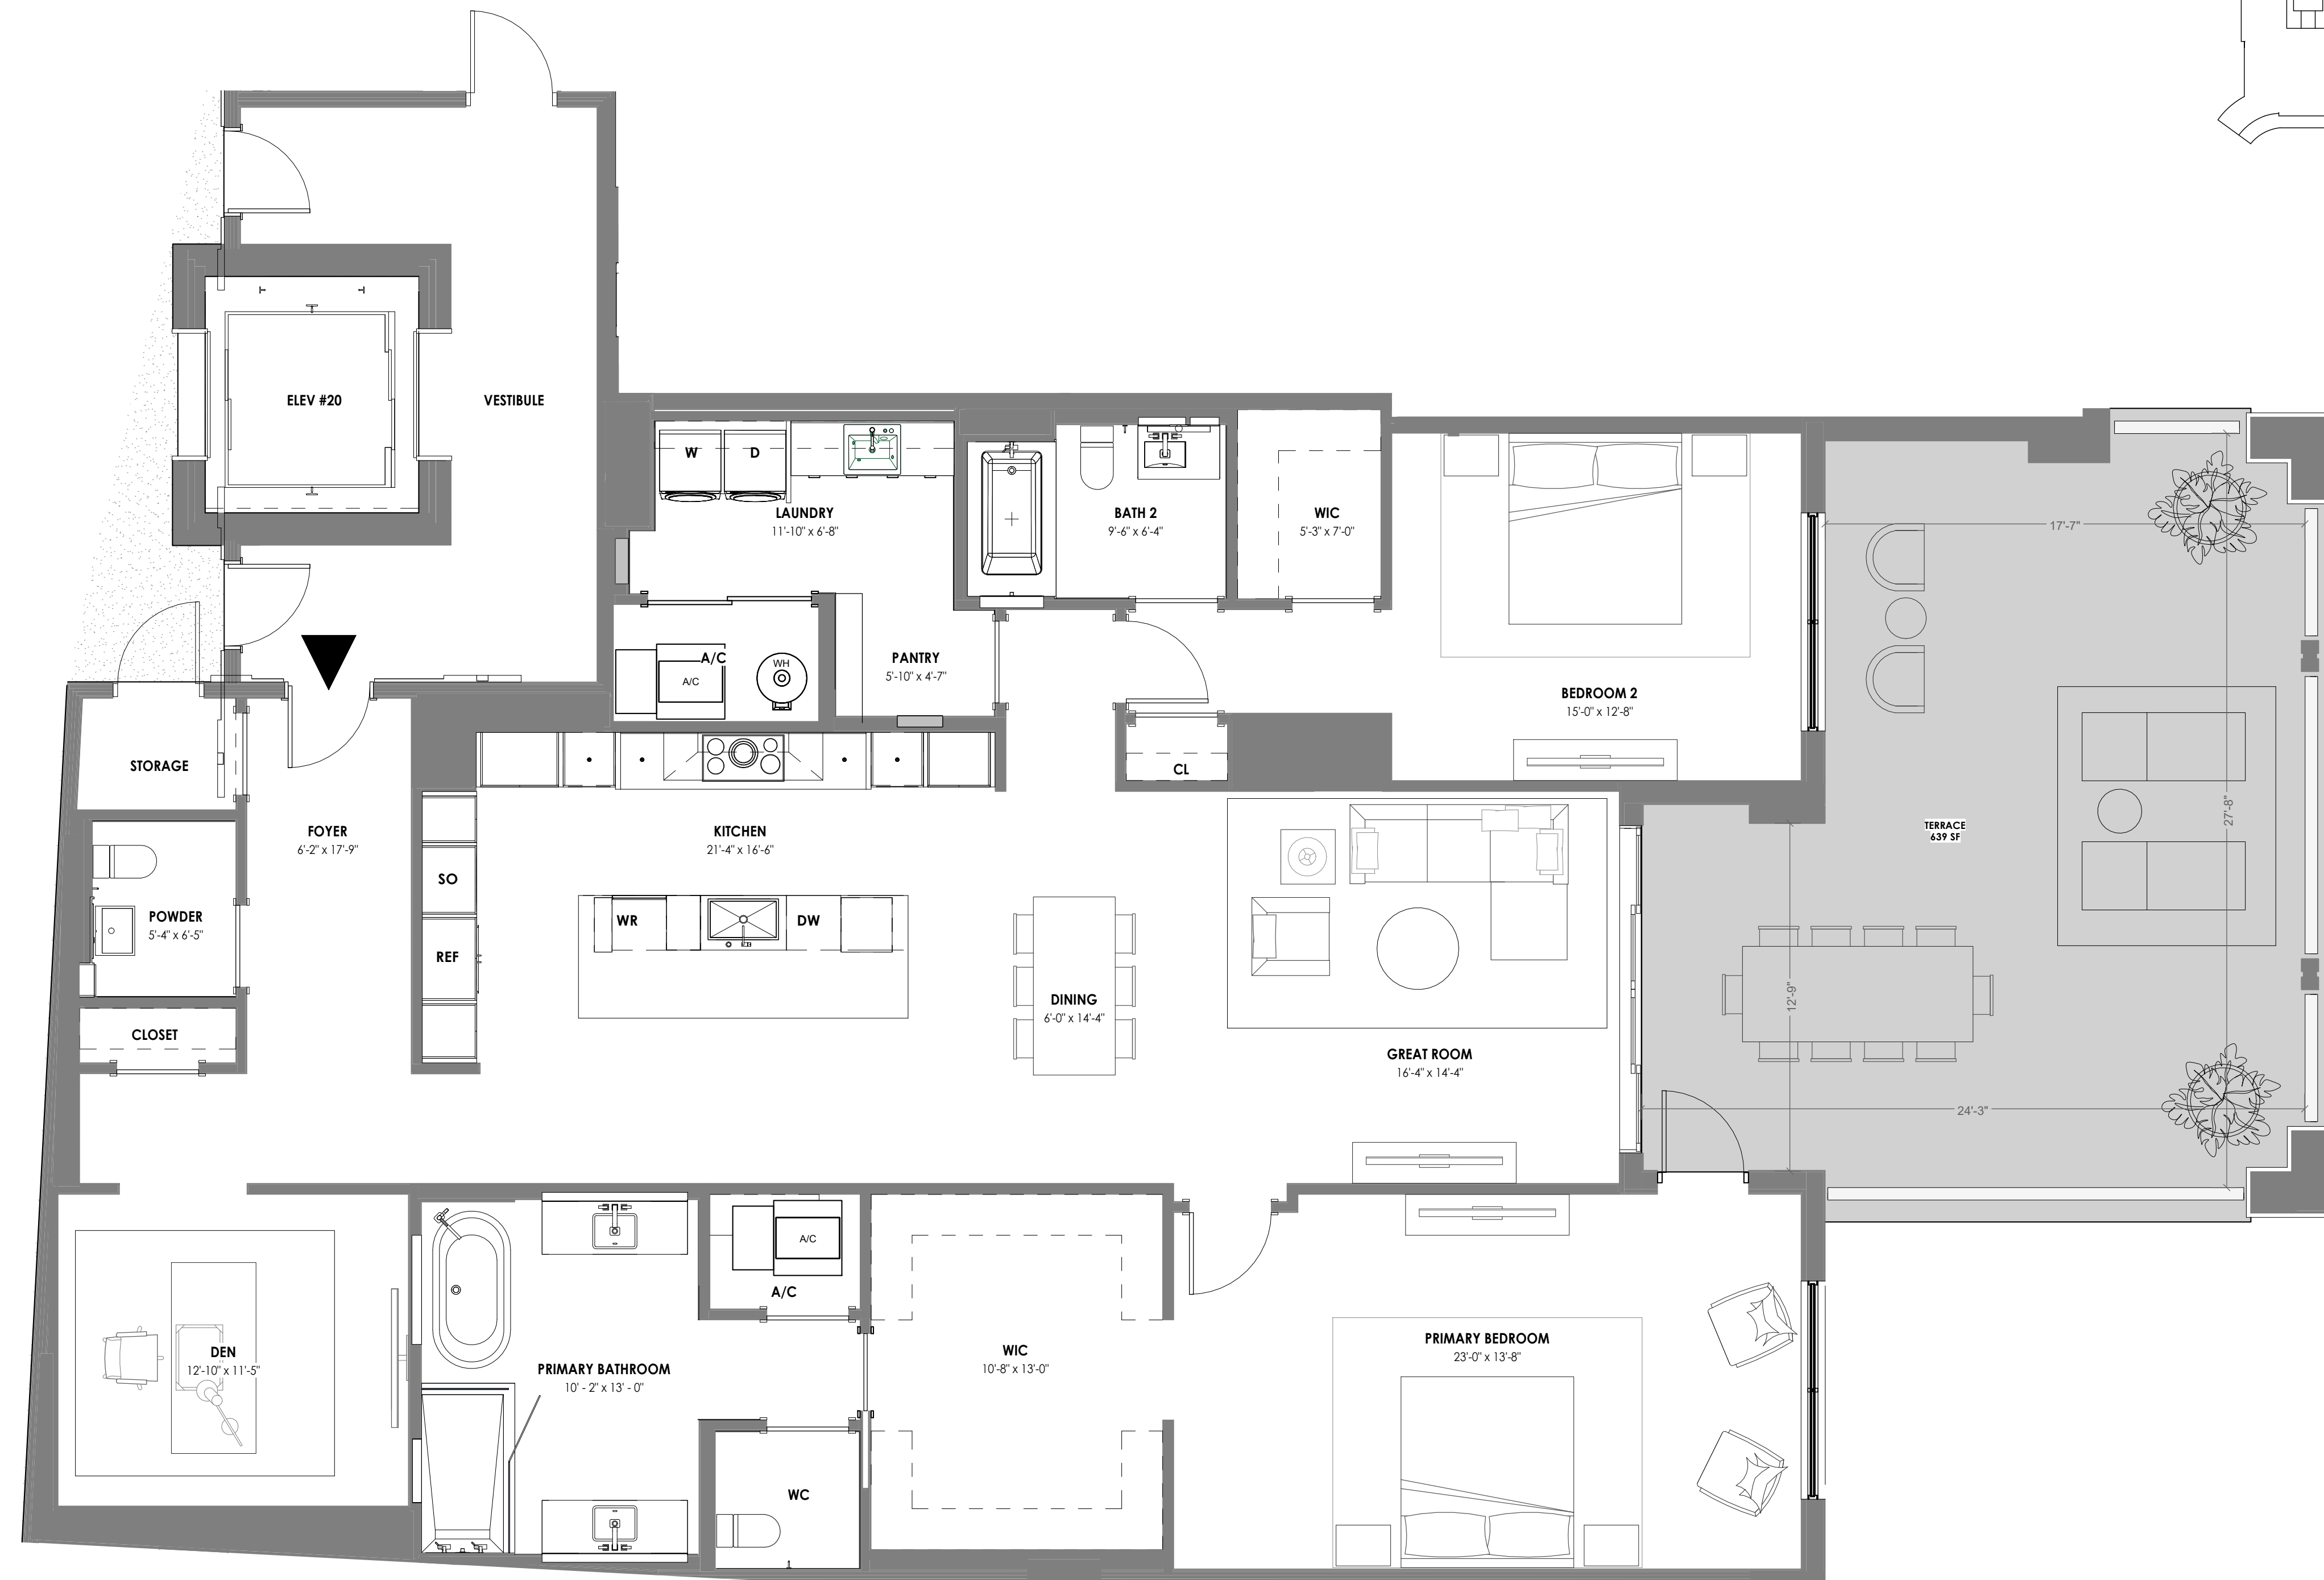 ELEV #20
VESTIBULE
W
D
LAUNDRY
11'-10" x 6'-8"
BATH 2
9'-6" x 6'-4"
WIC
5'-3" x 7'-0"
17'-7"
A/C
A/C
WH
PANTRY
5'-10" x 4'-7"
BEDROOM 2
15'-0" x 12'-8"
STORAGE
CL
FOYER
6'-2" x 17'-9"
KITCHEN
21'-4" x 16'-6"
TERRACE
639 SF
27'-8"
SO
POWDER
5'-4" x 6'-5"
WR
DW
REF
DINING
6'-0" x 14'-4"
12'-9"
CLOSET
GREAT ROOM
16'-4" x 14'-4"
24'-3"
A/C
A/C
DEN
12'-10" x 11'-5"
PRIMARY BATHROOM
10' - 2" x 13' - 0"
WIC
10'-8" x 13'-0"
PRIMARY BEDROOM
23'-0" x 13'-8"
WC